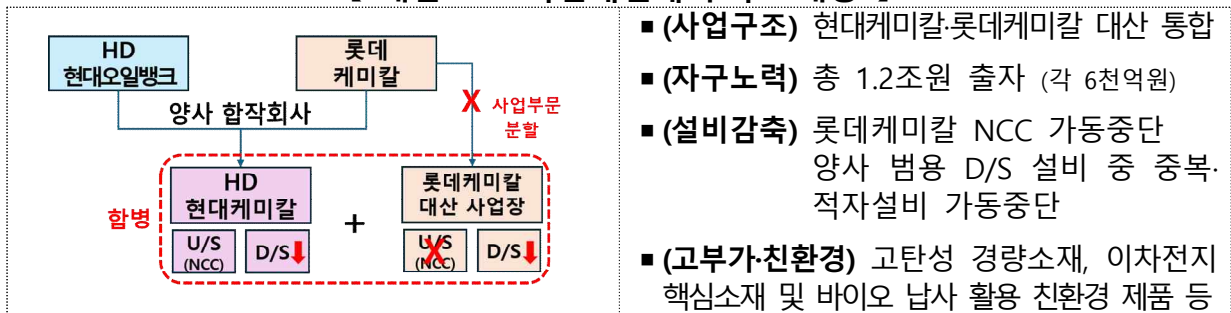 HD
현대오일뱅크
롯데
케미칼
양사 합작회사
X 사업부문
분할
합병
HD
현대케미칼
U/S
(NCC)
D/S
+
롯데케미칼
대산 사업장
U/S
(NCC)
D/S
▪ (사업구조) 현대케미칼·롯데케미칼 대산 통합
▪ (자구노력) 총 1.2조원 출자 (각 6천억원)
▪ (설비감축) 롯데케미칼 NCC 가동중단
양사 범용 D/S 설비 중 중복·
적자설비 가동중단
▪ (고부가·친환경) 고탄성 경량소재, 이차전지
핵심소재 및 바이오 납사 활용 친환경 제품 등